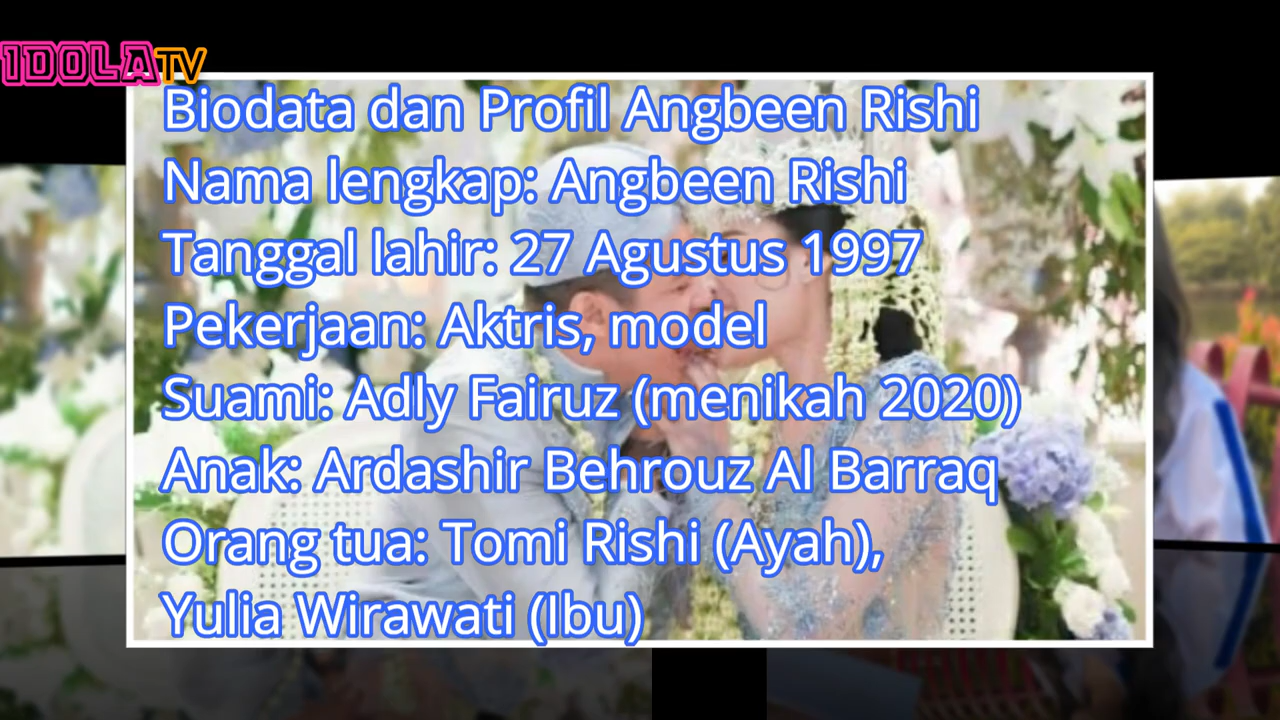 IDOLATV
Biodata dan Profil Angbeen Rishi
Nama lengkap: Angbeen Rishi
Tanggal lahir: 27 Agustus 1997
Pekerjaan: Aktris, model
Suami: Adly Fairuz (menikah 2020)
Anak: Ardashir Behrouz Al Barraq
Orang tua: Tomi Rishi (Ayah),
Yulia Wirawati (Ibu)